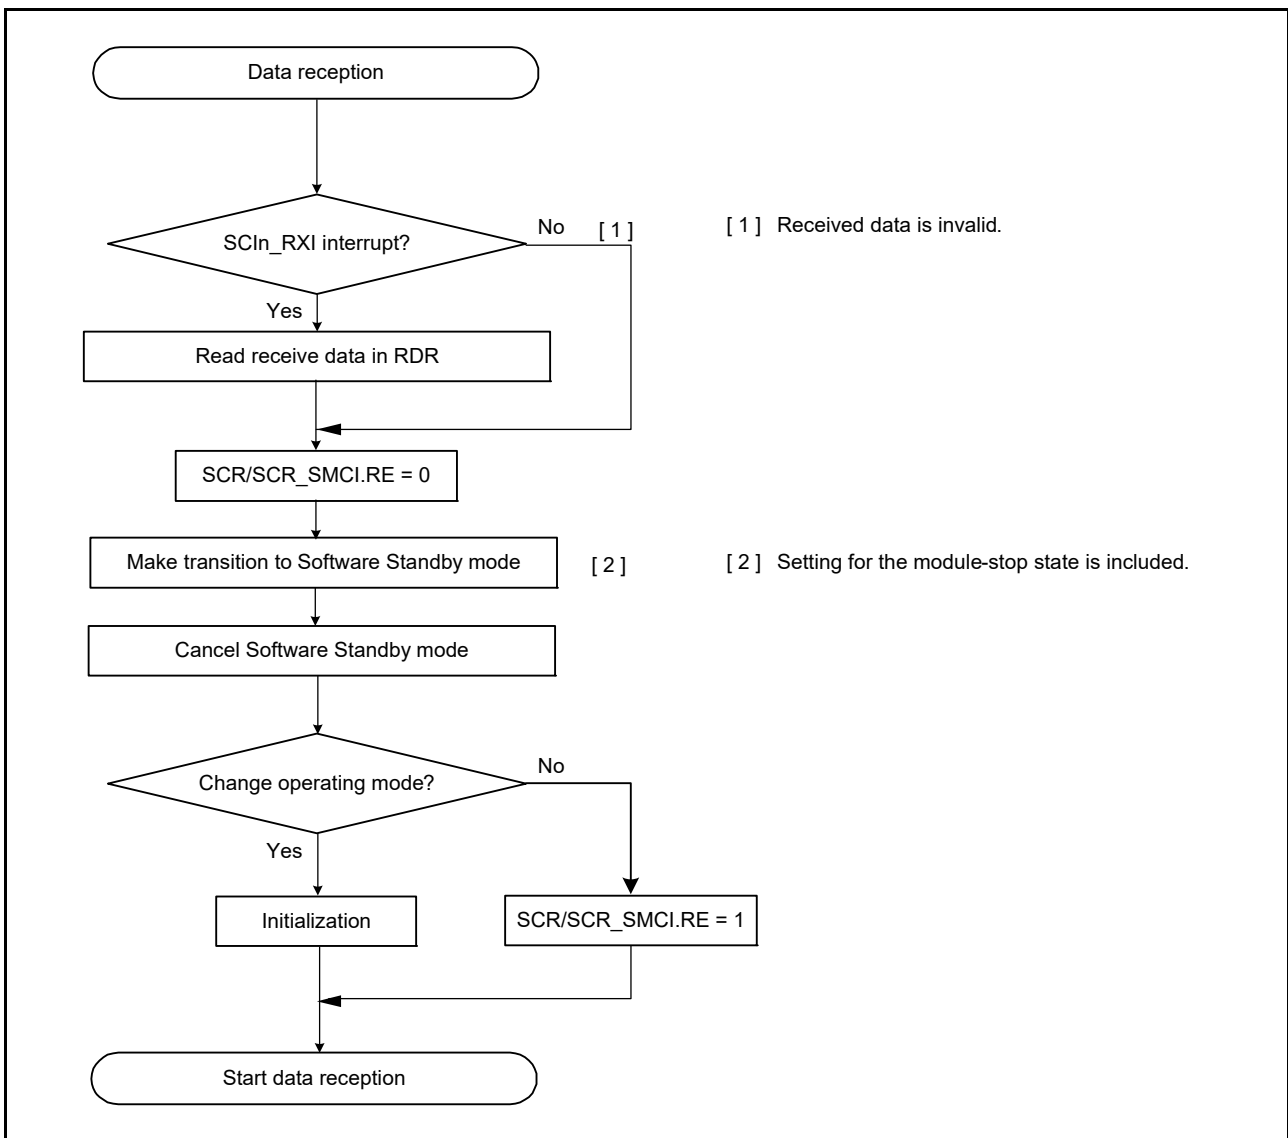 Data reception
SCIn_RXI interrupt?
No
[ 1 ]
[ 1 ] Received data is invalid.
Yes
Read receive data in RDR
SCR/SCR_SMCI.RE = 0
Make transition to Software Standby mode
[ 2 ]
[ 2 ] Setting for the module-stop state is included.
Cancel Software Standby mode
Change operating mode?
No
Yes
Initialization
SCR/SCR_SMCI.RE = 1
Start data reception